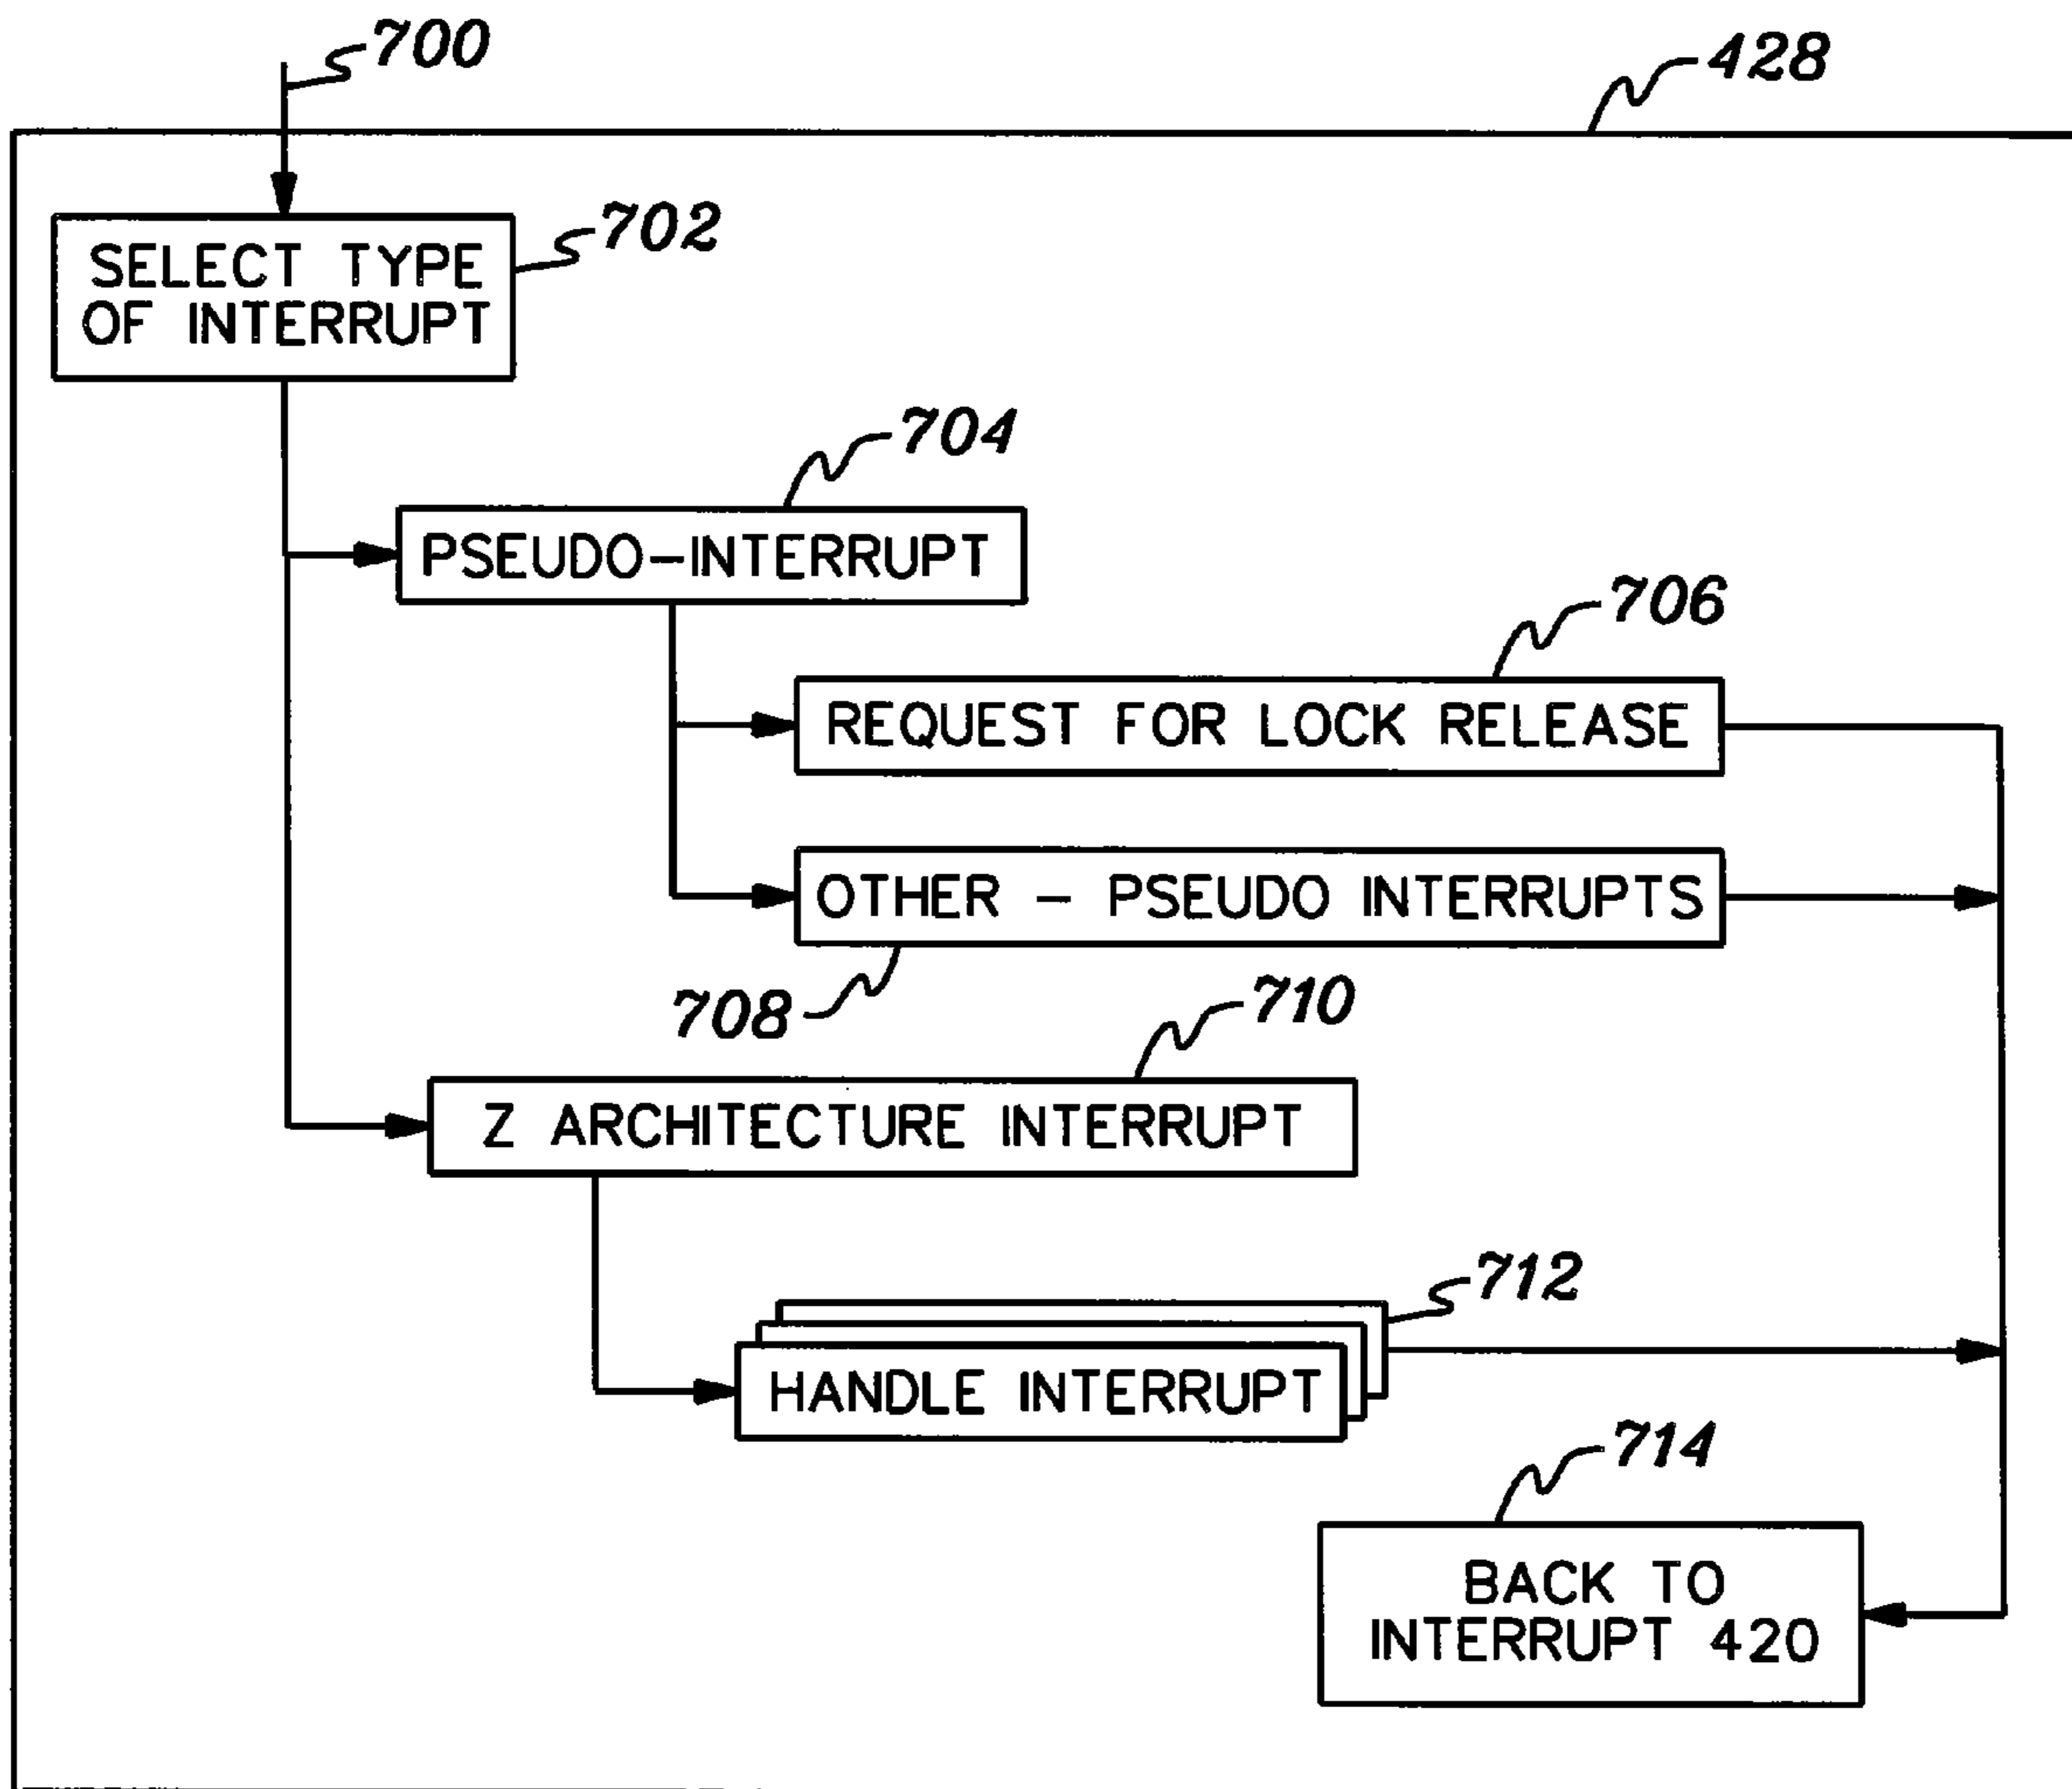 700
428
702
SELECT TYPE
OF INTERRUPT
704
PSEUDO-INTERRUPT
706
REQUEST FOR LOCK RELEASE
OTHER - PSEUDO INTERRUPTS
708
710
Z ARCHITECTURE INTERRUPT
712
HANDLE INTERRUPT
714
BACK TO
INTERRUPT 420